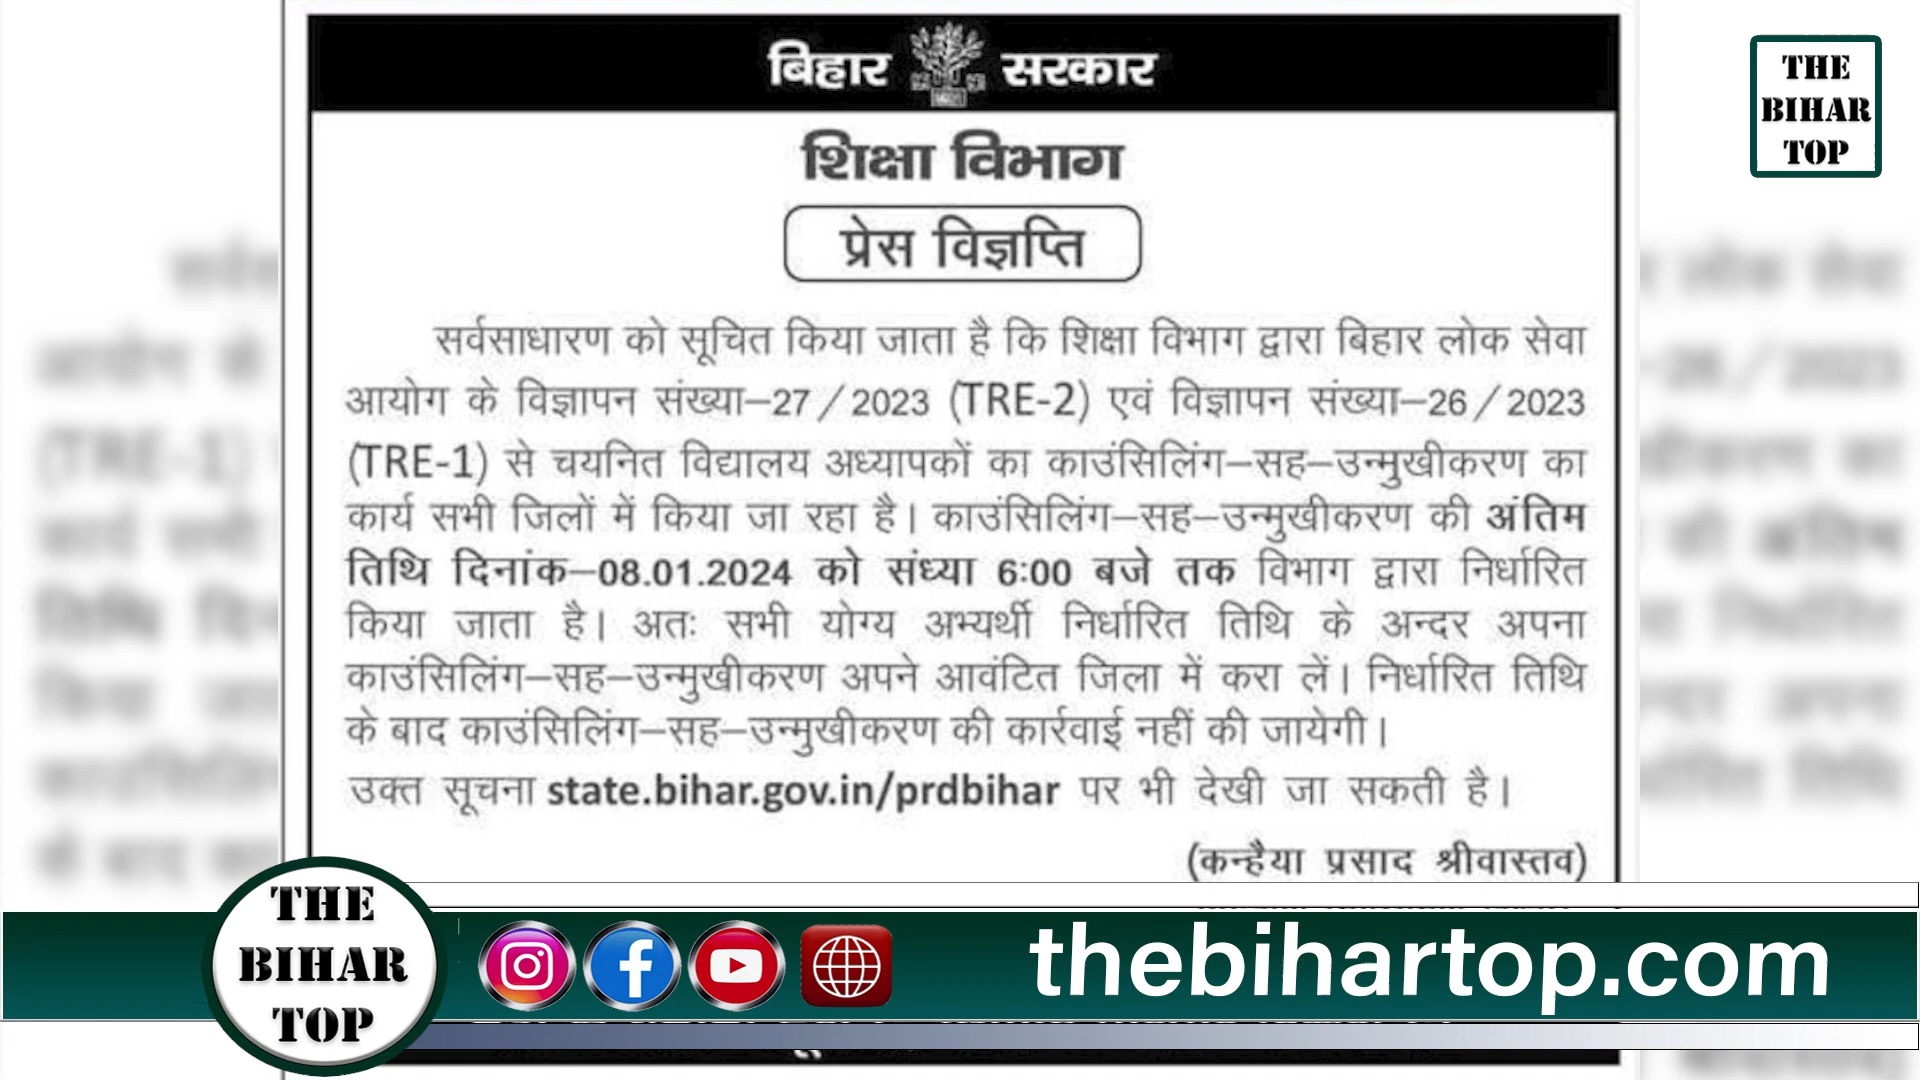 बिहार सरकार
THE
BIHAR
TOP
शिक्षा विभाग
प्रेस विज्ञप्ति
सर्वसाधारण को सूचित किया जाता है कि शिक्षा विभाग द्वारा बिहार लोक सेवा
आयोग के विज्ञापन संख्या–27/2023 (TRE-2) एवं विज्ञापन संख्या–26/2023
(TRE-1) से चयनित विद्यालय अध्यापकों का काउंसिलिंग–सह–उन्मुखीकरण का
कार्य सभी जिलों में किया जा रहा है। काउंसिलिंग–सह–उन्मुखीकरण की अंतिम
तिथि दिनांक–08.01.2024 को संध्या 6:00 बजे तक विभाग द्वारा निर्धारित
किया जाता है। अतः सभी योग्य अभ्यर्थी निर्धारित तिथि के अन्दर अपना
काउंसिलिंग–सह–उन्मुखीकरण अपने आवंटित जिला में करा लें। निर्धारित तिथि
के बाद काउंसिलिंग–सह–उन्मुखीकरण की कार्रवाई नहीं की जायेगी।
उक्त सूचना state.bihar.gov.in/prdbihar पर भी देखी जा सकती है।
(कन्हैया प्रसाद श्रीवास्तव)
THE
BIHAR
TOP
thebihartop.com